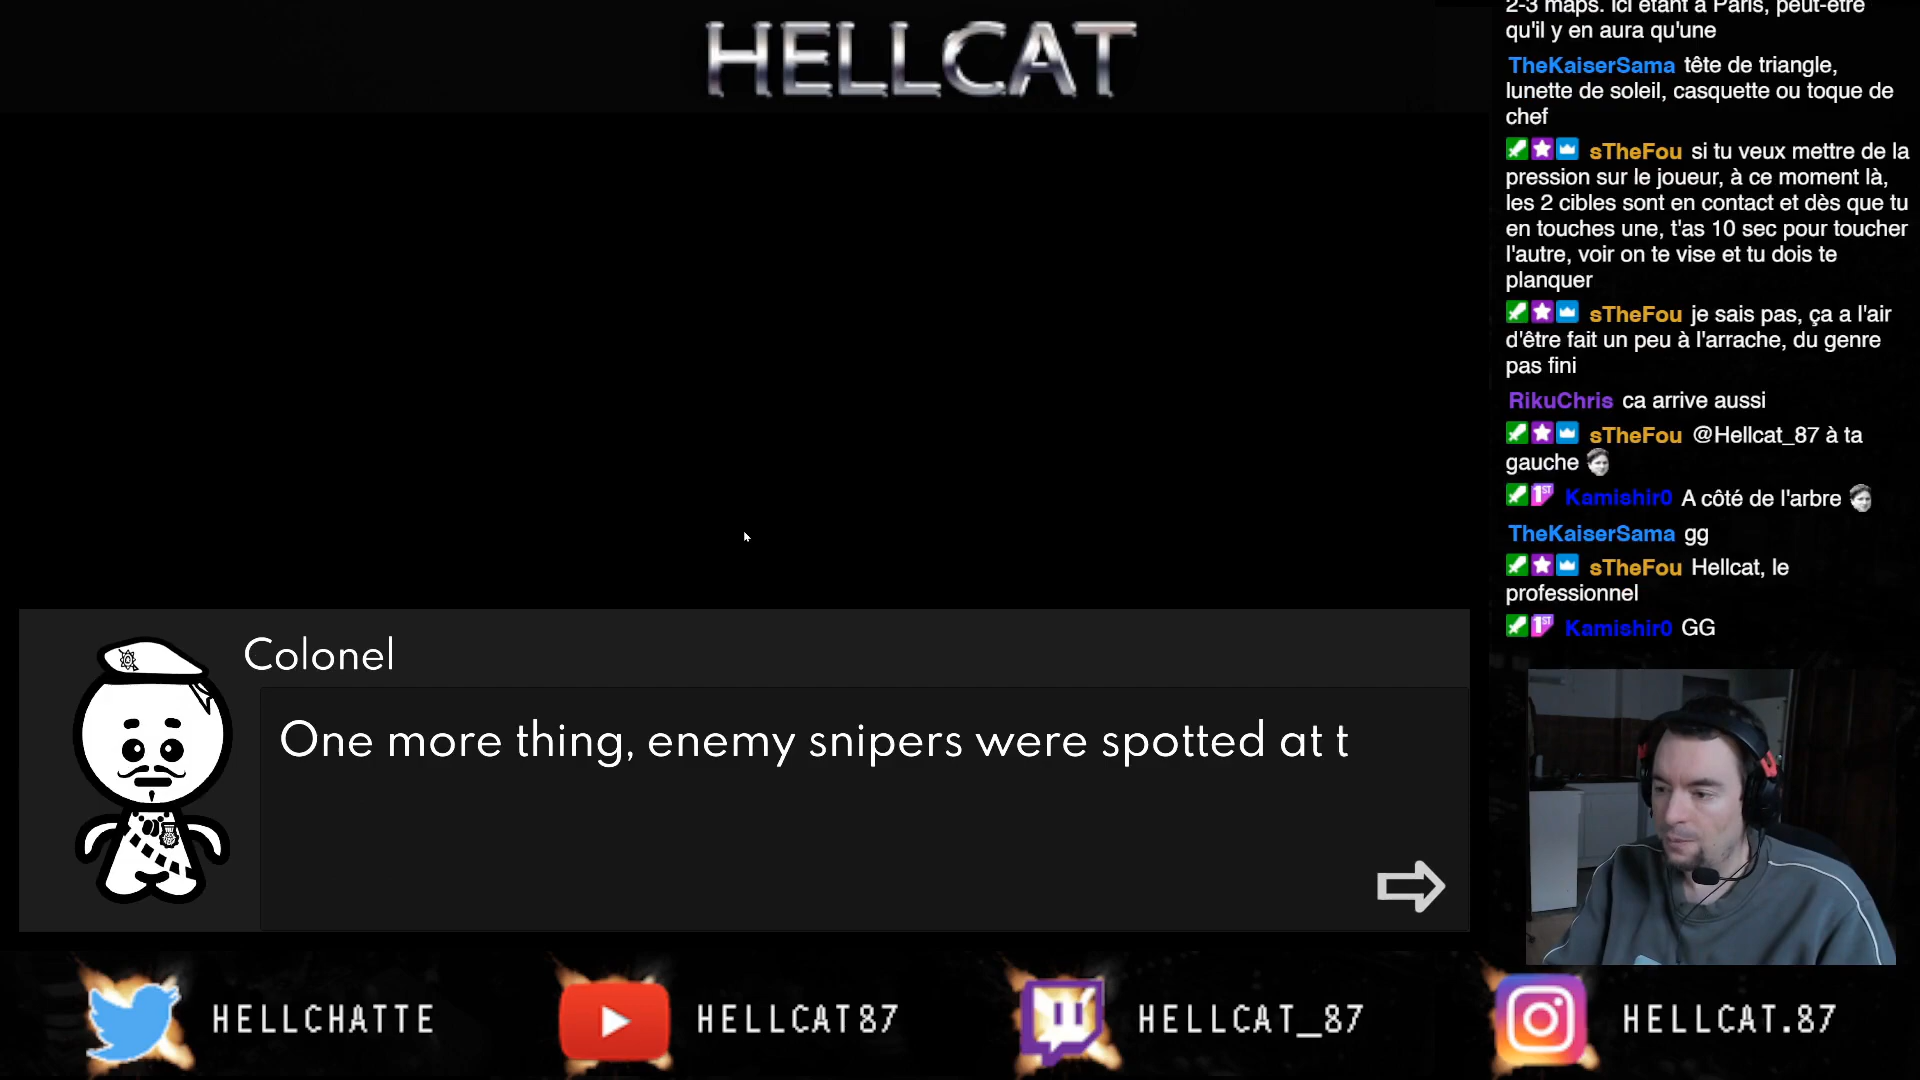 HELLCAT
2-3 maps. Ici étant à Paris, peut-être
qu'il y en aura qu'une
TheKaiserSama tête de triangle,
lunette de soleil, casquette ou toque de
chef
sTheFou si tu veux mettre de la
pression sur le joueur, à ce moment là,
les 2 cibles sont en contact et dès que tu
en touches une, t'as 10 sec pour toucher
l'autre, voir on te vise et tu dois te
planquer
sTheFou je sais pas, ça a l'air
d'être fait un peu à l'arrache, du genre
pas fini
RikuChris ca arrive aussi
sTheFou @Hellcat_87 à ta
gauche
1ST Kamishir0 A côté de l'arbre
TheKaiserSama gg
sTheFou Hellcat, le
professionnel
1ST Kamishir0 GG
Colonel
One more thing, enemy snipers were spotted at t
HELLCHATTE
HELLCAT87
HELLCAT_87
HELLCAT.87